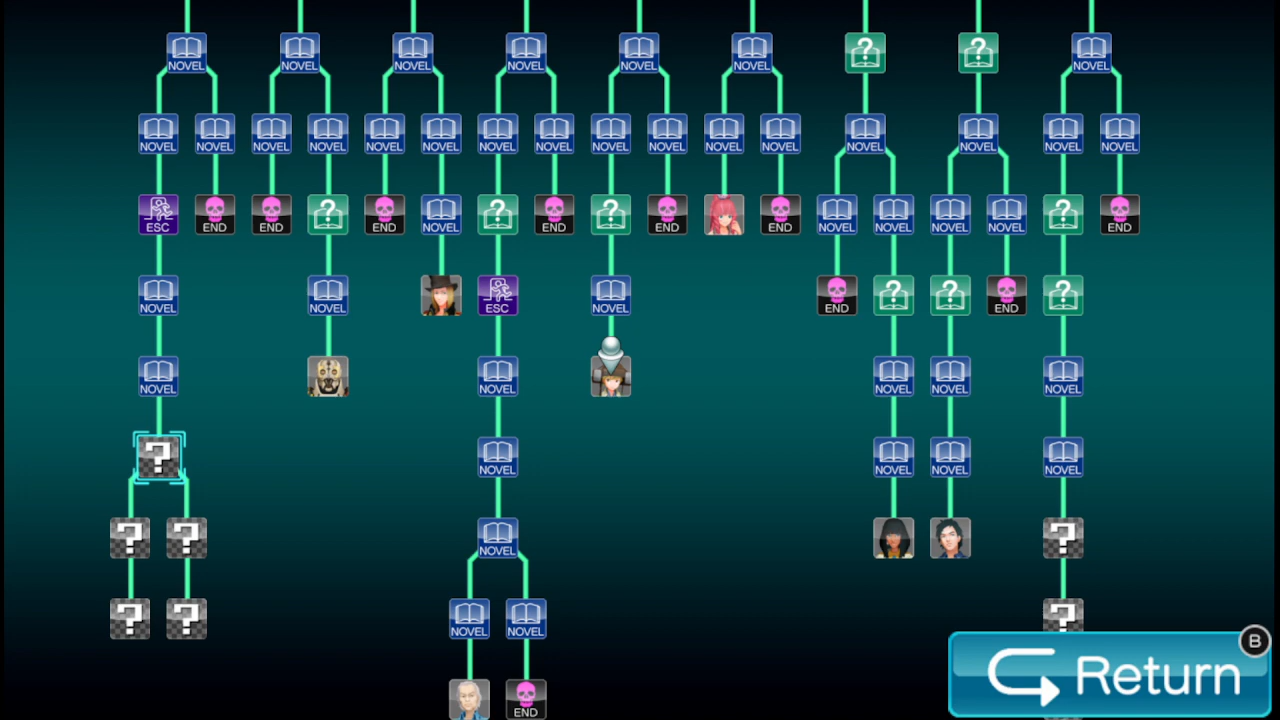 NOVEL NOVEL NOVEL NOVEL NOVEL NOVEL ? ? NOVEL
NOVEL NOVEL NOVEL NOVEL NOVEL NOVEL NOVEL NOVEL NOVEL NOVEL NOVEL NOVEL NOVEL NOVEL NOVEL NOVEL
ESC END END ? END NOVEL ? END ? END END NOVEL NOVEL NOVEL NOVEL ? END
NOVEL NOVEL ESC NOVEL END ? ? END ?
NOVEL NOVEL NOVEL NOVEL NOVEL
? NOVEL NOVEL NOVEL NOVEL
? ? NOVEL ?
? ? NOVEL NOVEL ?
B
Return
END